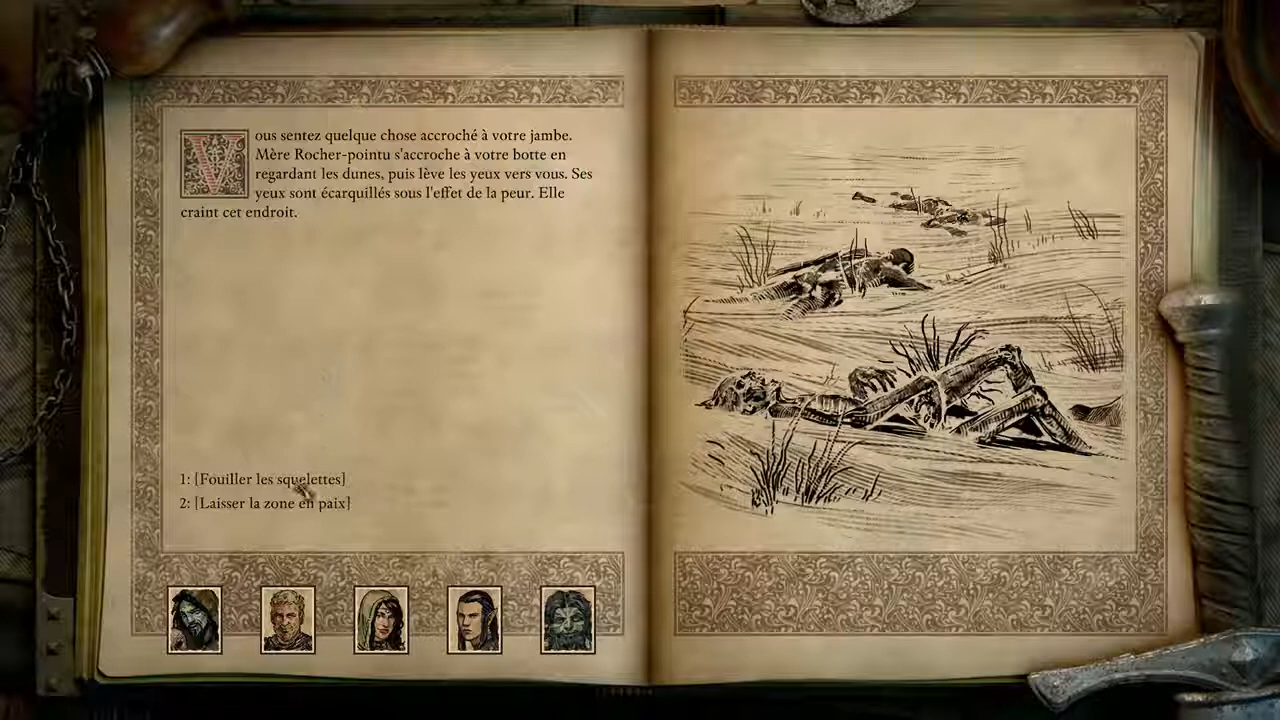 Vous sentez quelque chose accroché à votre jambe.
Mère Rocher-pointu s'accroche à votre botte en
regardant les dunes, puis lève les yeux vers vous. Ses
yeux sont écarquillés sous l'effet de la peur. Elle
craint cet endroit.
1: [Fouiller les squelettes]
2: [Laisser la zone en paix]